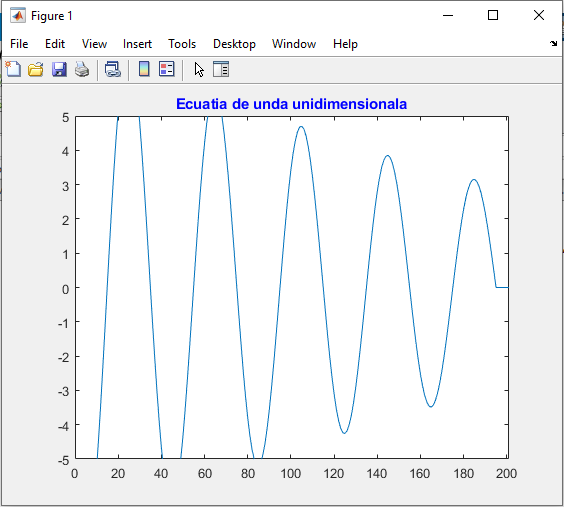 Figure 1
File Edit View Insert Tools Desktop Window Help
Ecuatia de unda unidimensionala
5
4
3
2
1
0
-1
-2
-3
-4
-5
0 20 40 60 80 100 120 140 160 180 200